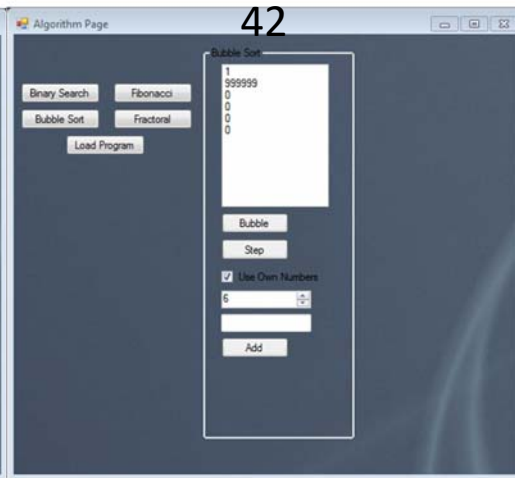 42
Algorithm Page
Bubble Sort
1
999999
0
0
0
0
Binary Search
Fibonacci
Bubble Sort
Fractoral
Load Program
Bubble
Step
Use Own Numbers
6
Add